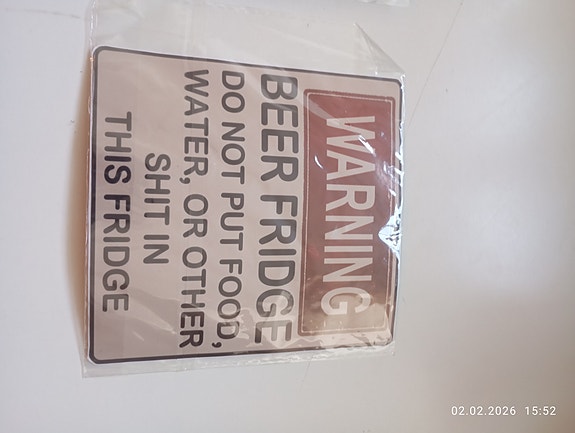 WARNING
BEER FRIDGE
DO NOT PUT FOOD,
WATER, OR OTHER
SHIT IN
THIS FRIDGE
02.02.2026 15:52